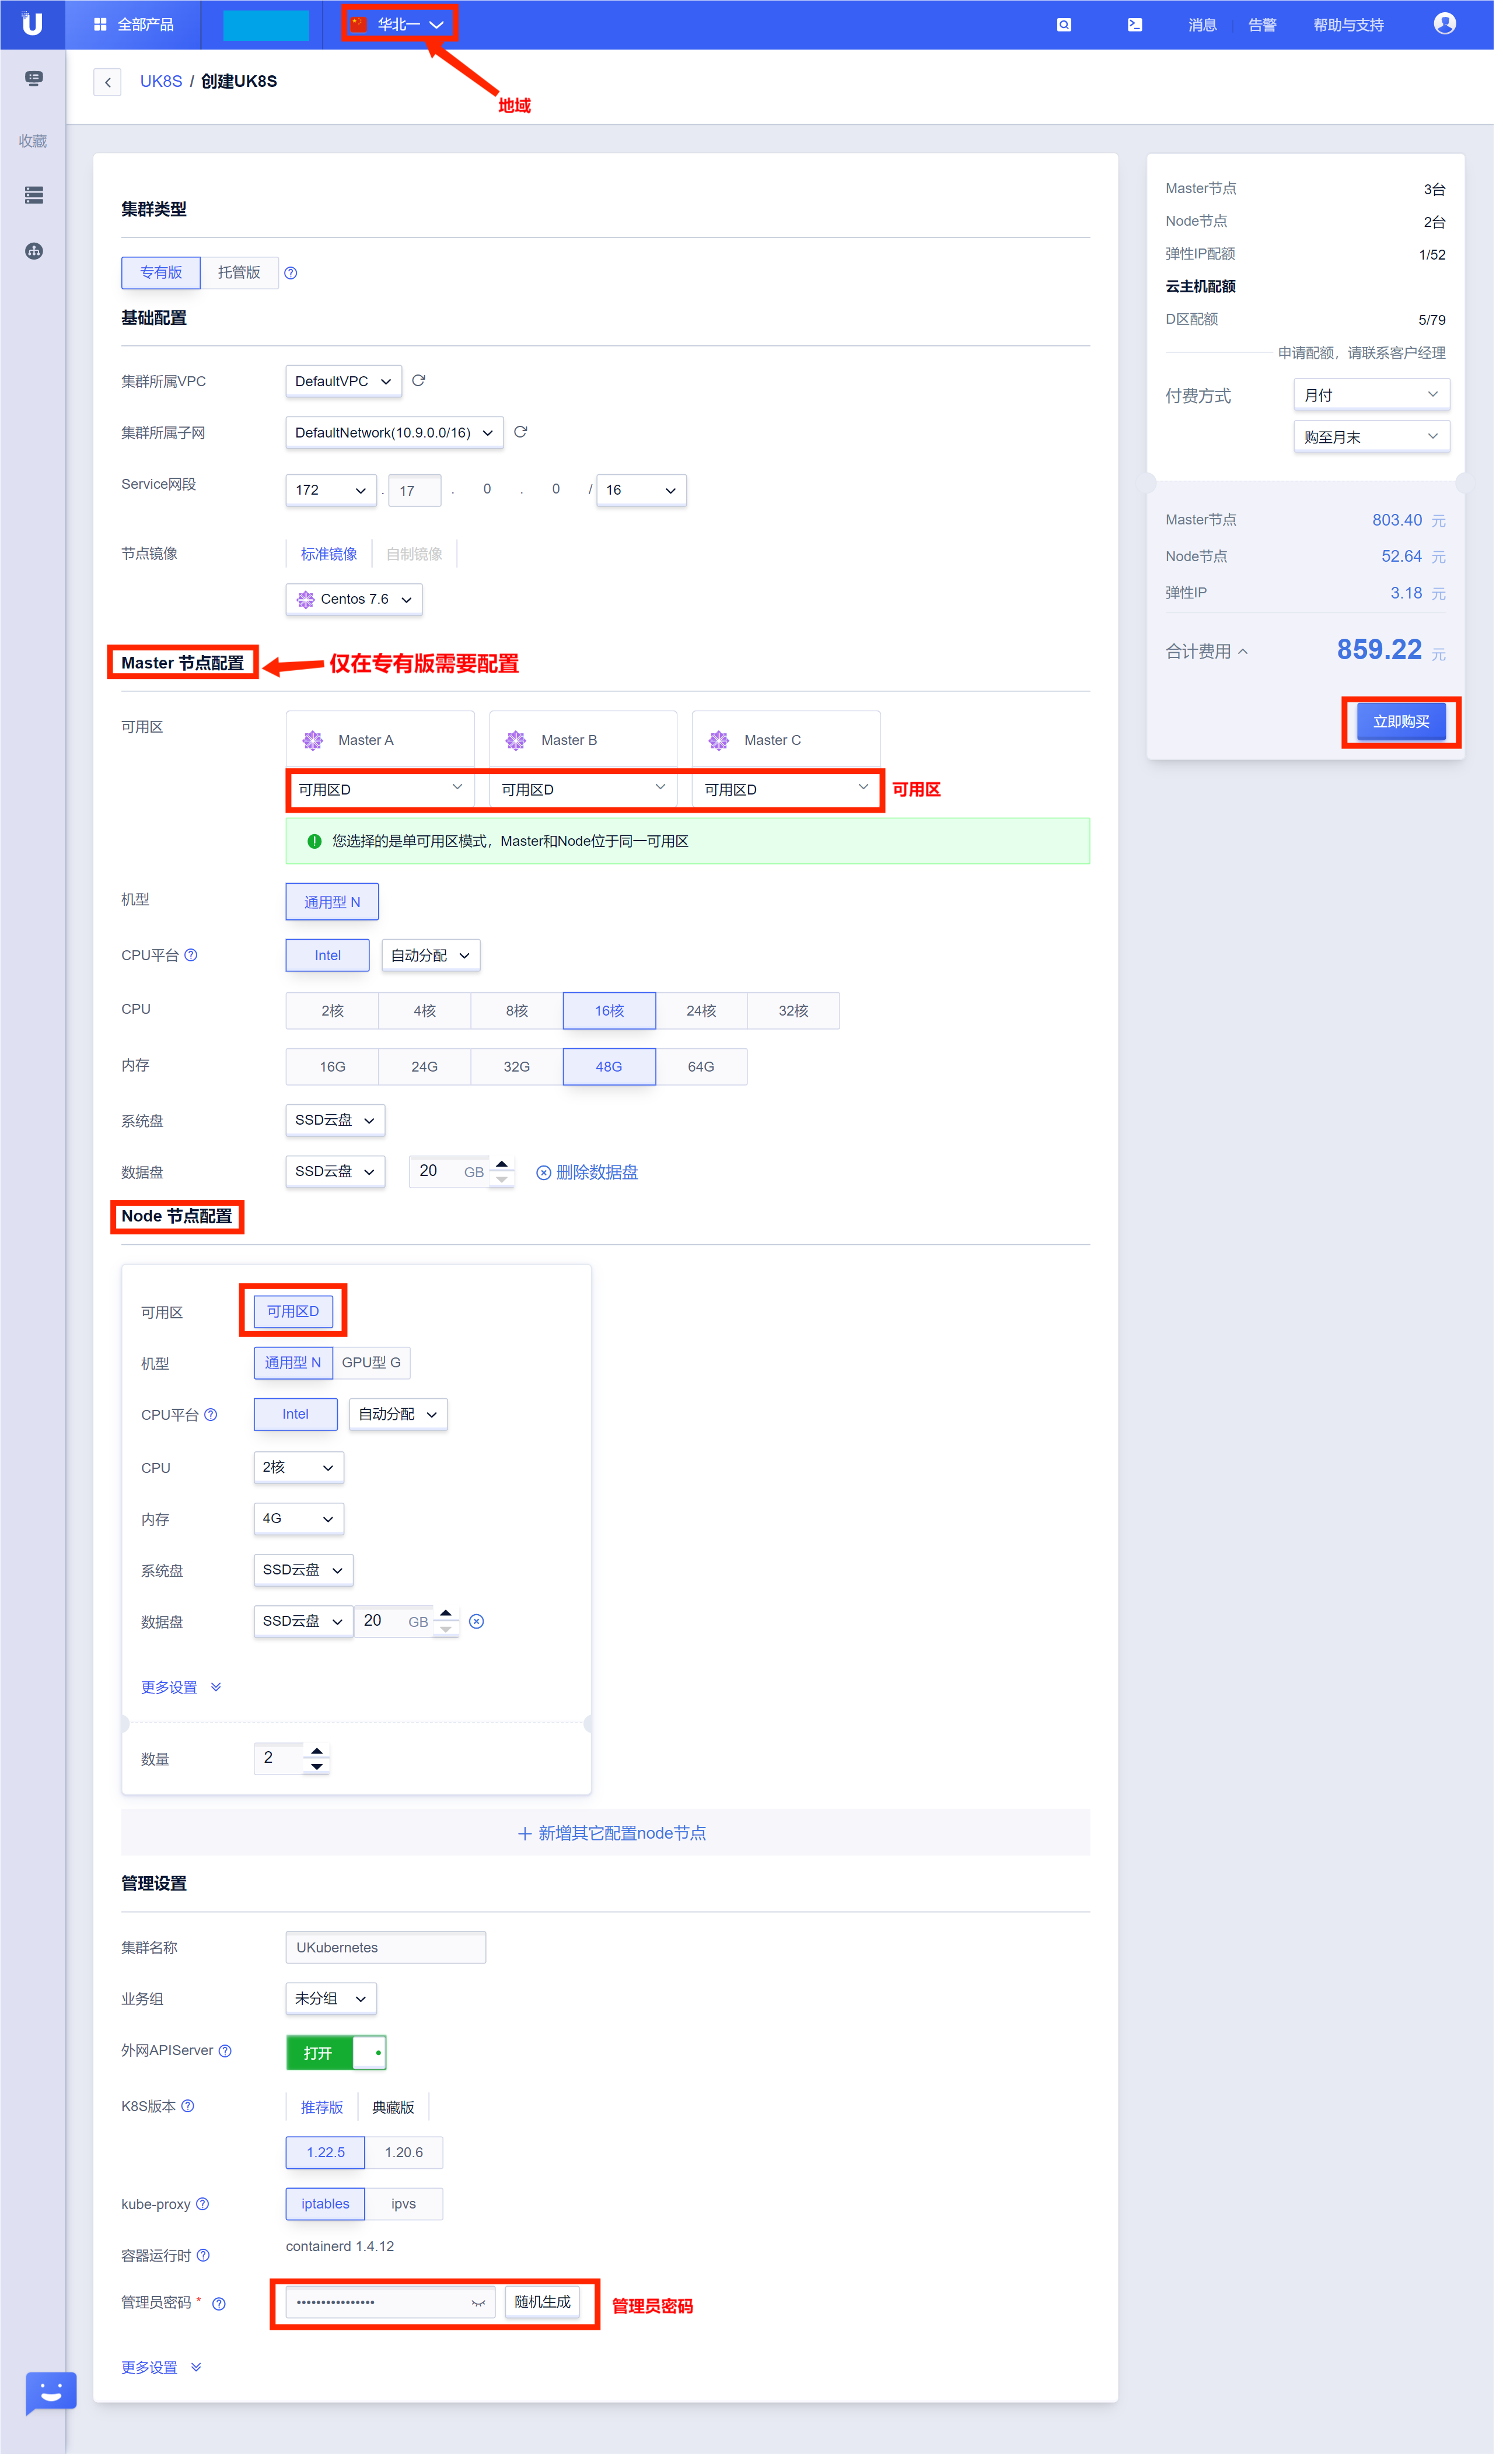 全部产品
华北一
消息
告警
帮助与支持
地域
UK8S / 创建UK8S
收藏
集群类型
专有版 托管版
基础配置
集群所属VPC DefaultVPC
集群所属子网 DefaultNetwork(10.9.0.0/16)
Service网段 172 . 17 . 0 . 0 / 16
节点镜像 标准镜像 自制镜像
Centos 7.6
Master 节点配置 仅在专有版需要配置
可用区 Master A Master B Master C
可用区D 可用区D 可用区D 可用区
您选择的是单可用区模式，Master和Node位于同一可用区
机型 通用型 N
CPU平台 Intel 自动分配
CPU 2核 4核 8核 16核 24核 32核
内存 16G 24G 32G 48G 64G
系统盘 SSD云盘
数据盘 SSD云盘 20 GB 删除数据盘
Node 节点配置
可用区 可用区D
机型 通用型 N GPU型 G
CPU平台 Intel 自动分配
CPU 2核
内存 4G
系统盘 SSD云盘
数据盘 SSD云盘 20 GB
更多设置
数量 2
新增其它配置node节点
管理设置
集群名称 UKubernetes
业务组 未分组
外网APIServer 打开
K8S版本 推荐版 典藏版
1.22.5 1.20.6
kube-proxy iptables ipvs
容器运行时 containerd 1.4.12
管理员密码 * •••••••••••••••• 随机生成 管理员密码
更多设置
Master节点 3台
Node节点 2台
弹性IP配额 1/52
云主机配额
D区配额 5/79
申请配额，请联系客户经理
付费方式 月付
购至月末
Master节点 803.40 元
Node节点 52.64 元
弹性IP 3.18 元
合计费用 859.22 元
立即购买